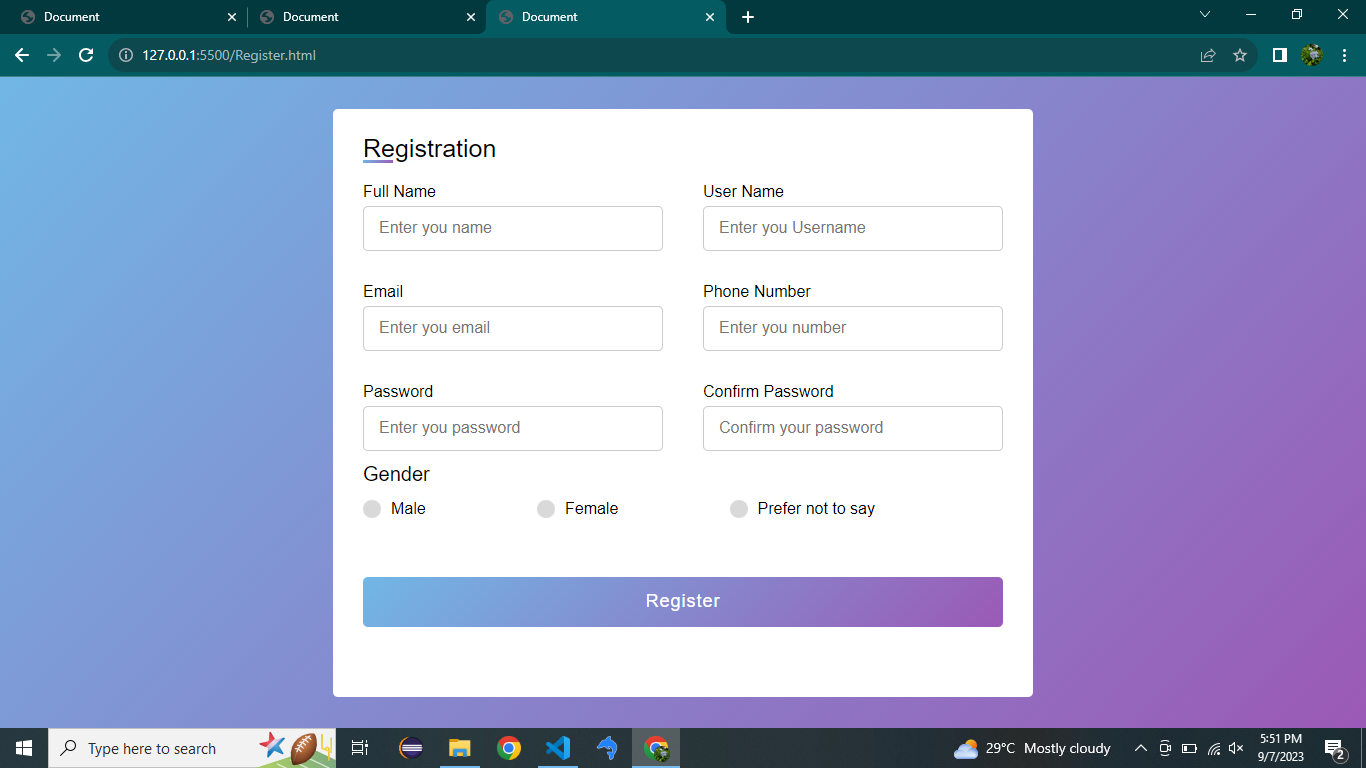 Document Document Document
127.0.0.1:5500/Register.html
Registration
Full Name User Name
Enter you name Enter you Username
Email Phone Number
Enter you email Enter you number
Password Confirm Password
Enter you password Confirm your password
Gender
Male Female Prefer not to say
Register
Type here to search 29°C Mostly cloudy 5:51 PM
9/7/2023 2